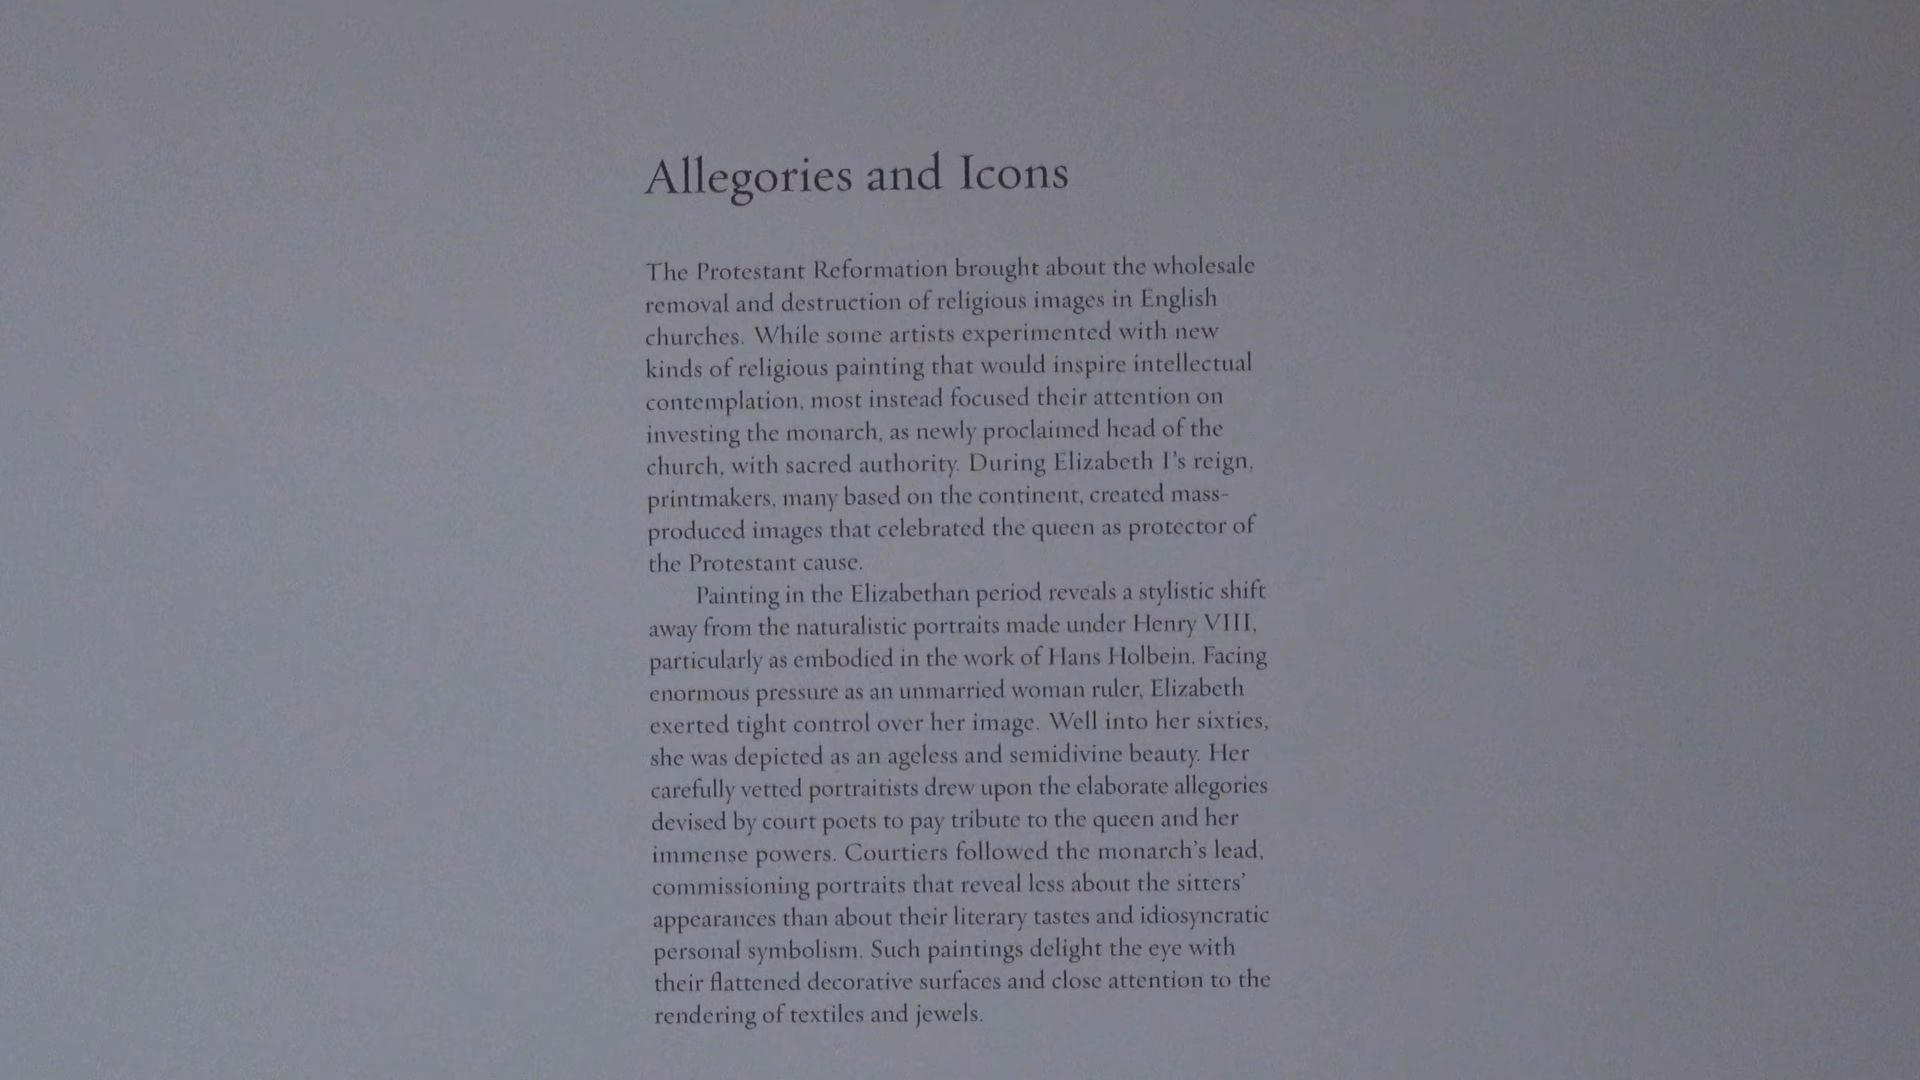 Allegories and Icons
The Protestant Reformation brought about the wholesale
removal and destruction of religious images in English
churches. While some artists experimented with new
kinds of religious painting that would inspire intellectual
contemplation, most instead focused their attention on
investing the monarch, as newly proclaimed head of the
church, with sacred authority. During Elizabeth I’s reign,
printmakers, many based on the continent, created mass-
produced images that celebrated the queen as protector of
the Protestant cause.
Painting in the Elizabethan period reveals a stylistic shift
away from the naturalistic portraits made under Henry VIII,
particularly as embodied in the work of Hans Holbein. Facing
enormous pressure as an unmarried woman ruler, Elizabeth
exerted tight control over her image. Well into her sixties,
she was depicted as an ageless and semidivine beauty. Her
carefully vetted portraitists drew upon the elaborate allegories
devised by court poets to pay tribute to the queen and her
immense powers. Courtiers followed the monarch’s lead,
commissioning portraits that reveal less about the sitters’
appearances than about their literary tastes and idiosyncratic
personal symbolism. Such paintings delight the eye with
their flattened decorative surfaces and close attention to the
rendering of textiles and jewels.